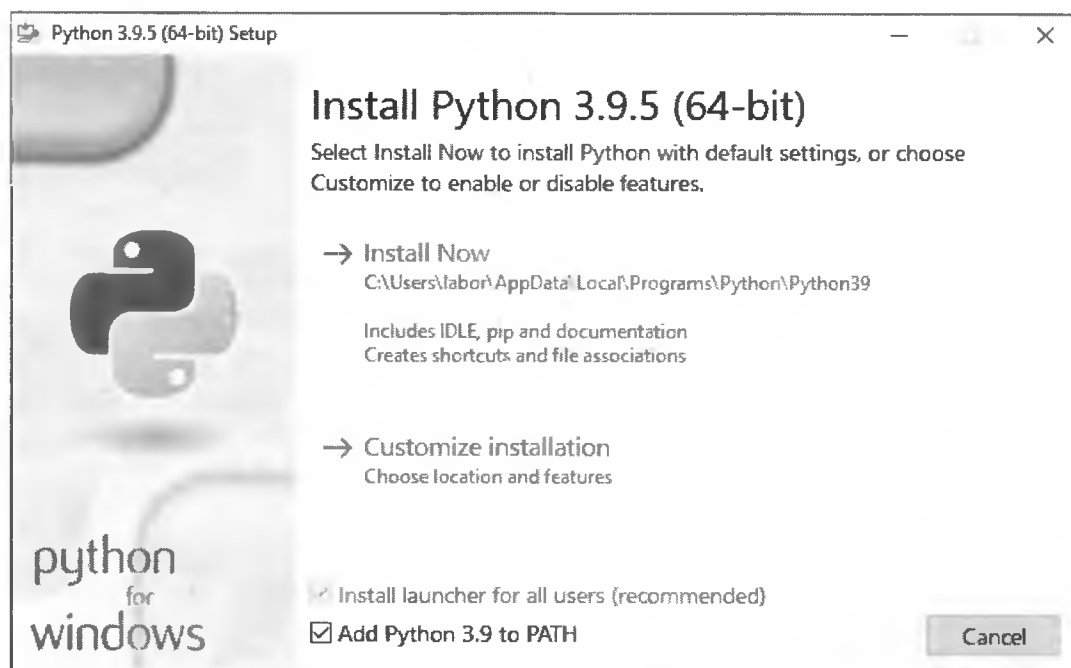 Python 3.9.5 (64-bit) Setup
Install Python 3.9.5 (64-bit)
Select Install Now to install Python with default settings, or choose
Customize to enable or disable features.
→ Install Now
C:\Users\labor\AppData\Local\Programs\Python\Python39
Includes IDLE, pip and documentation
Creates shortcuts and file associations
→ Customize installation
Choose location and features
python
for
windows
Install launcher for all users (recommended)
Add Python 3.9 to PATH
Cancel